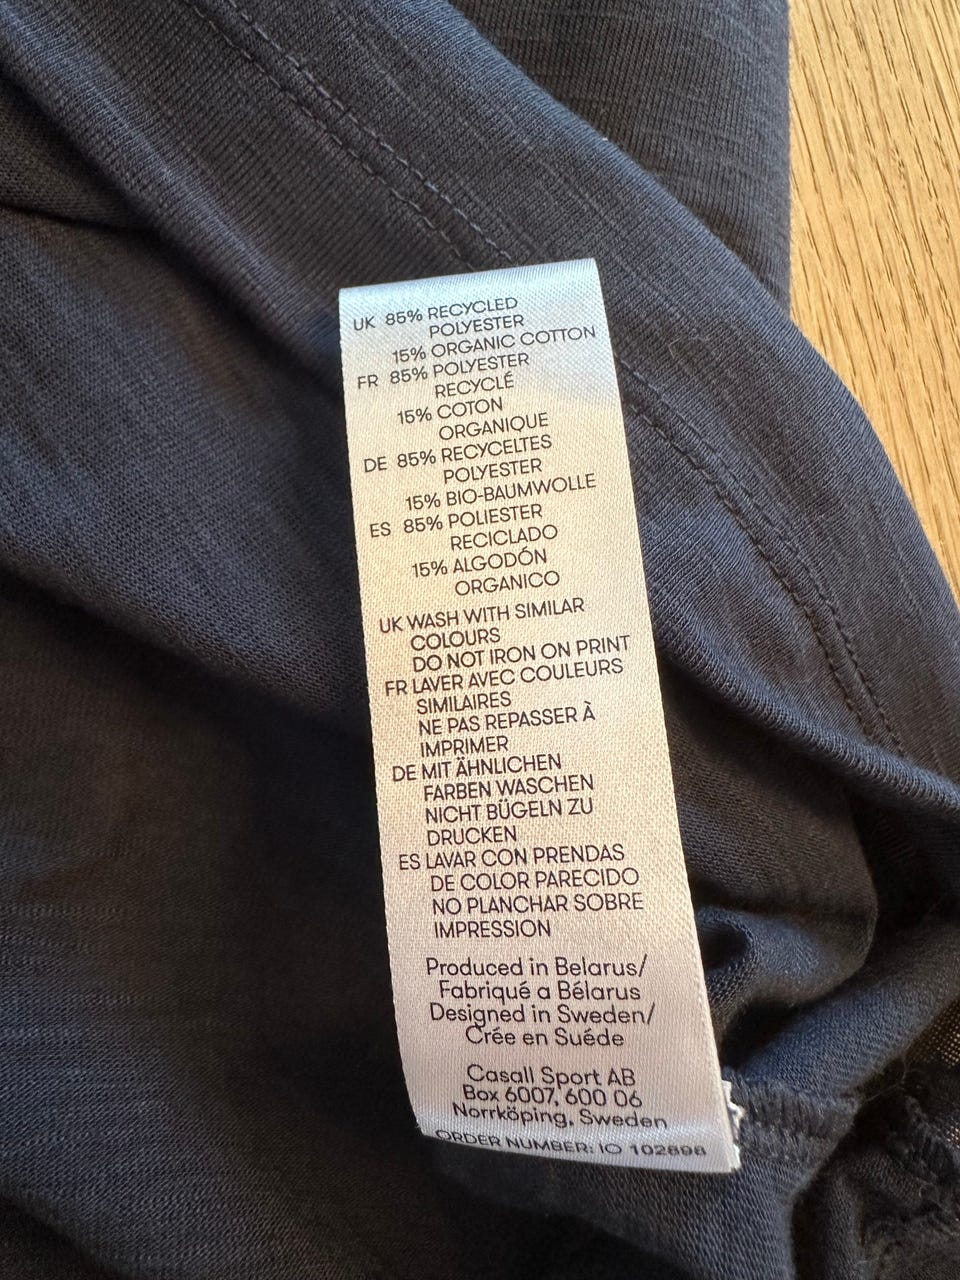 UK 85% RECYCLED
POLYESTER
15% ORGANIC COTTON
FR 85% POLYESTER
RECYCLÉ
15% COTON
ORGANIQUE
DE 85% RECYCELTES
POLYESTER
15% BIO-BAUMWOLLE
ES 85% POLIESTER
RECICLADO
15% ALGODÓN
ORGANICO
UK WASH WITH SIMILAR
COLOURS
DO NOT IRON ON PRINT
FR LAVER AVEC COULEURS
SIMILAIRES
NE PAS REPASSER À
IMPRIMER
DE MIT ÄHNLICHEN
FARBEN WASCHEN
NICHT BÜGELN ZU
DRUCKEN
ES LAVAR CON PRENDAS
DE COLOR PARECIDO
NO PLANCHAR SOBRE
IMPRESSION
Produced in Belarus/
Fabriqué a Bélarus
Designed in Sweden/
Crée en Suéde
Casall Sport AB
Box 6007, 600 06
Norrköping, Sweden
ORDER NUMBER: IO 102898